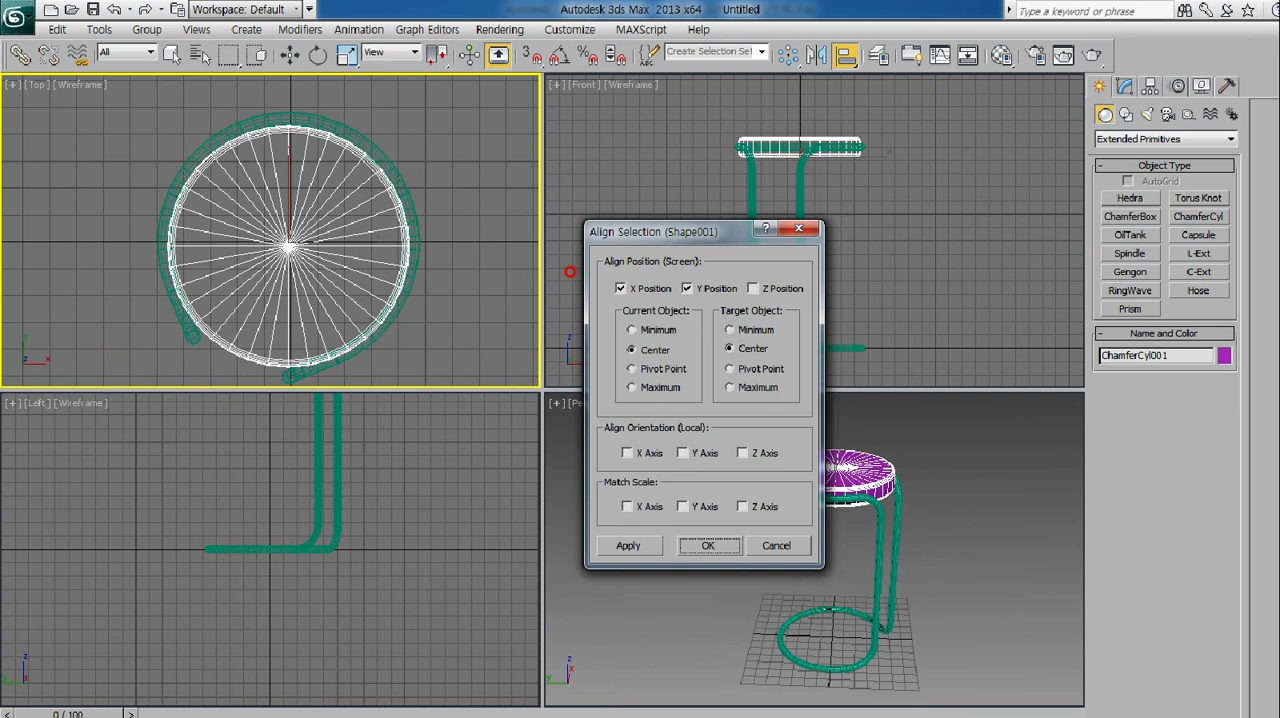 Workspace: Default
Autodesk 3ds Max 2013 x64 Untitled
Type a keyword or phrase
Edit Tools Group Views Create Modifiers Animation Graph Editors Rendering Customize MAXScript Help
All
View
Create Selection Set
[+] [Top] [Wireframe]
[+] [Front] [Wireframe]
Extended Primitives
Object Type
AutoGrid
Hedra Torus Knot
ChamferBox ChamferCyl
OilTank Capsule
Spindle L-Ext
Gengon C-Ext
RingWave Hose
Prism
Name and Color
ChamferCyl001
Align Selection (Shape001)
Align Position (Screen):
X Position Y Position Z Position
Current Object: Target Object:
Minimum Minimum
Center Center
Pivot Point Pivot Point
Maximum Maximum
Align Orientation (Local):
X Axis Y Axis Z Axis
Match Scale:
X Axis Y Axis Z Axis
Apply OK Cancel
[+] [Left] [Wireframe]
0 / 100